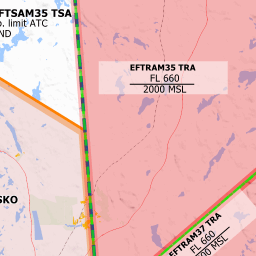 EFTSAM35 TSA
o. limit ATC
ND
EFTRAM35 TRA
FL 660
2000 MSL
SKO
EFTRAM37 TRA
FL 660
2000 MSL